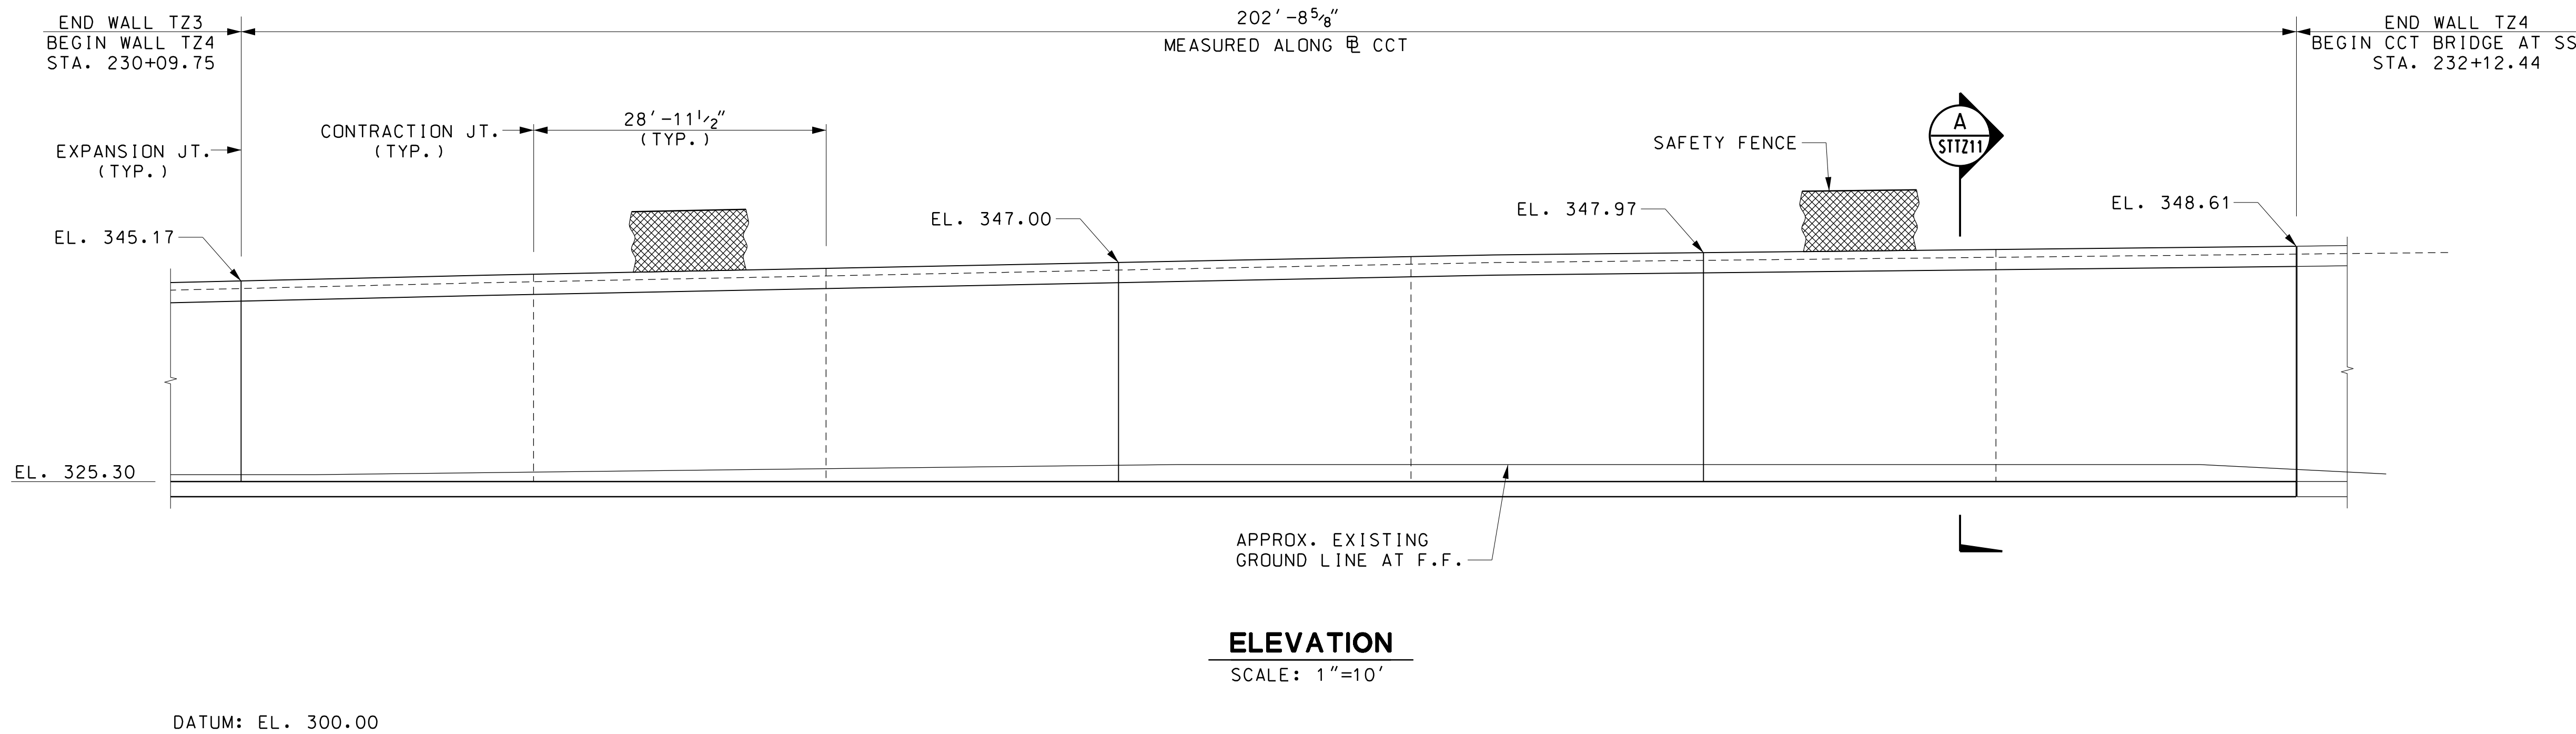 END WALL TZ3
BEGIN WALL TZ4
STA. 230+09.75
202'-8⅝"
MEASURED ALONG ℄ CCT
END WALL TZ4
BEGIN CCT BRIDGE AT SS
STA. 232+12.44
EXPANSION JT.
(TYP.)
CONTRACTION JT.
(TYP.)
28'-11½"
(TYP.)
SAFETY FENCE
A
STTZ11
EL. 345.17
EL. 347.00
EL. 347.97
EL. 348.61
EL. 325.30
APPROX. EXISTING
GROUND LINE AT F.F.
ELEVATION
SCALE: 1"=10'
DATUM: EL. 300.00